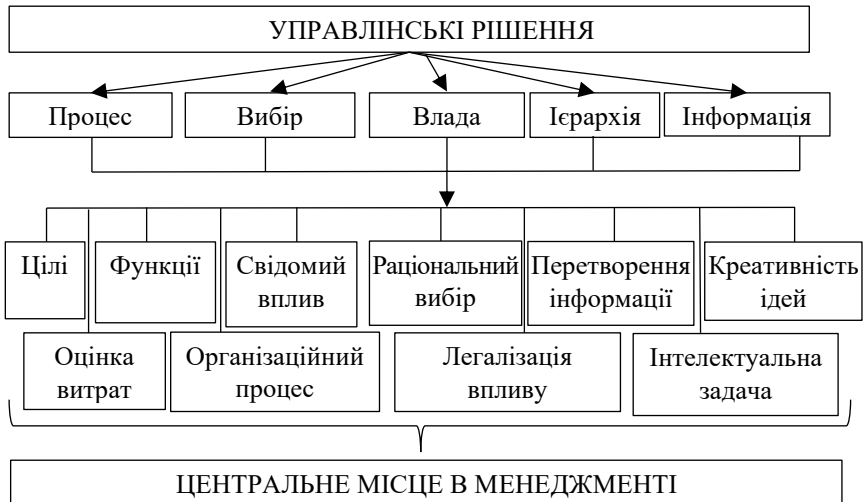 УПРАВЛІНСЬКІ РІШЕННЯ
Процес
Вибір
Влада
Ієрархія
Інформація
Цілі
Функції
Свідомий
вплив
Раціональний
вибір
Перетворення
інформації
Креативність
ідей
Оцінка
витрат
Організаційний
процес
Легалізація
впливу
Інтелектуальна
задача
ЦЕНТРАЛЬНЕ МІСЦЕ В МЕНЕДЖМЕНТІ